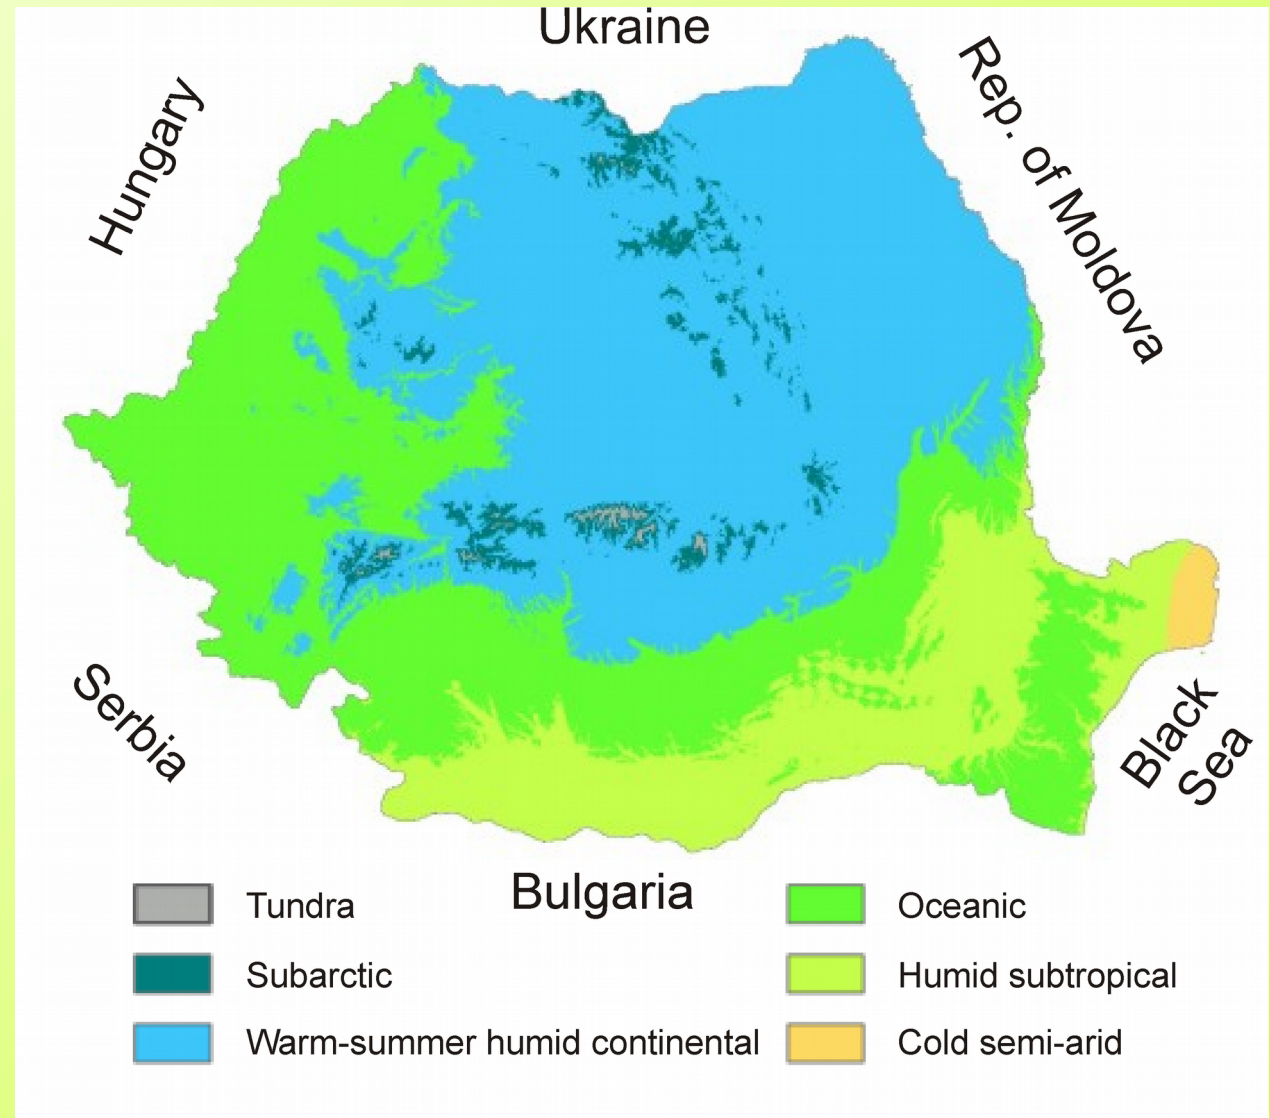 Ukraine
Hungary
Rep. of Moldova
Serbia
Black
Sea
Bulgaria
Tundra
Subarctic
Warm-summer humid continental
Oceanic
Humid subtropical
Cold semi-arid